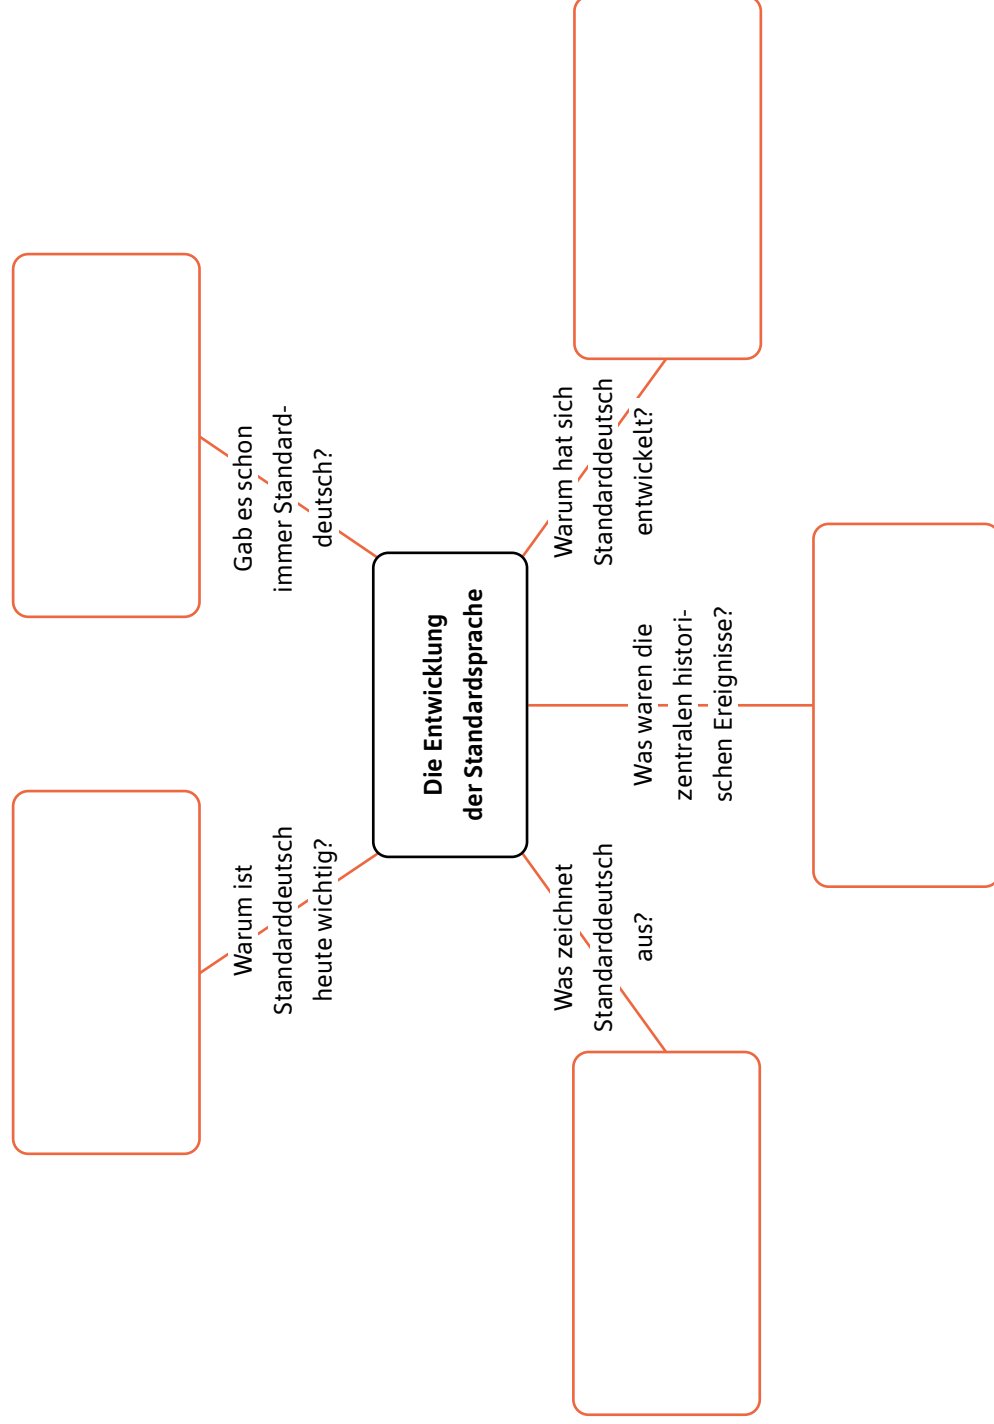 Warum ist
Standarddeutsch
heute wichtig?
Gab es schon
immer Standard-
deutsch?
Die Entwicklung
der Standardsprache
Was zeichnet
Standarddeutsch
aus?
Was waren die
zentralen histori-
schen Ereignisse?
Warum hat sich
Standarddeutsch
entwickelt?